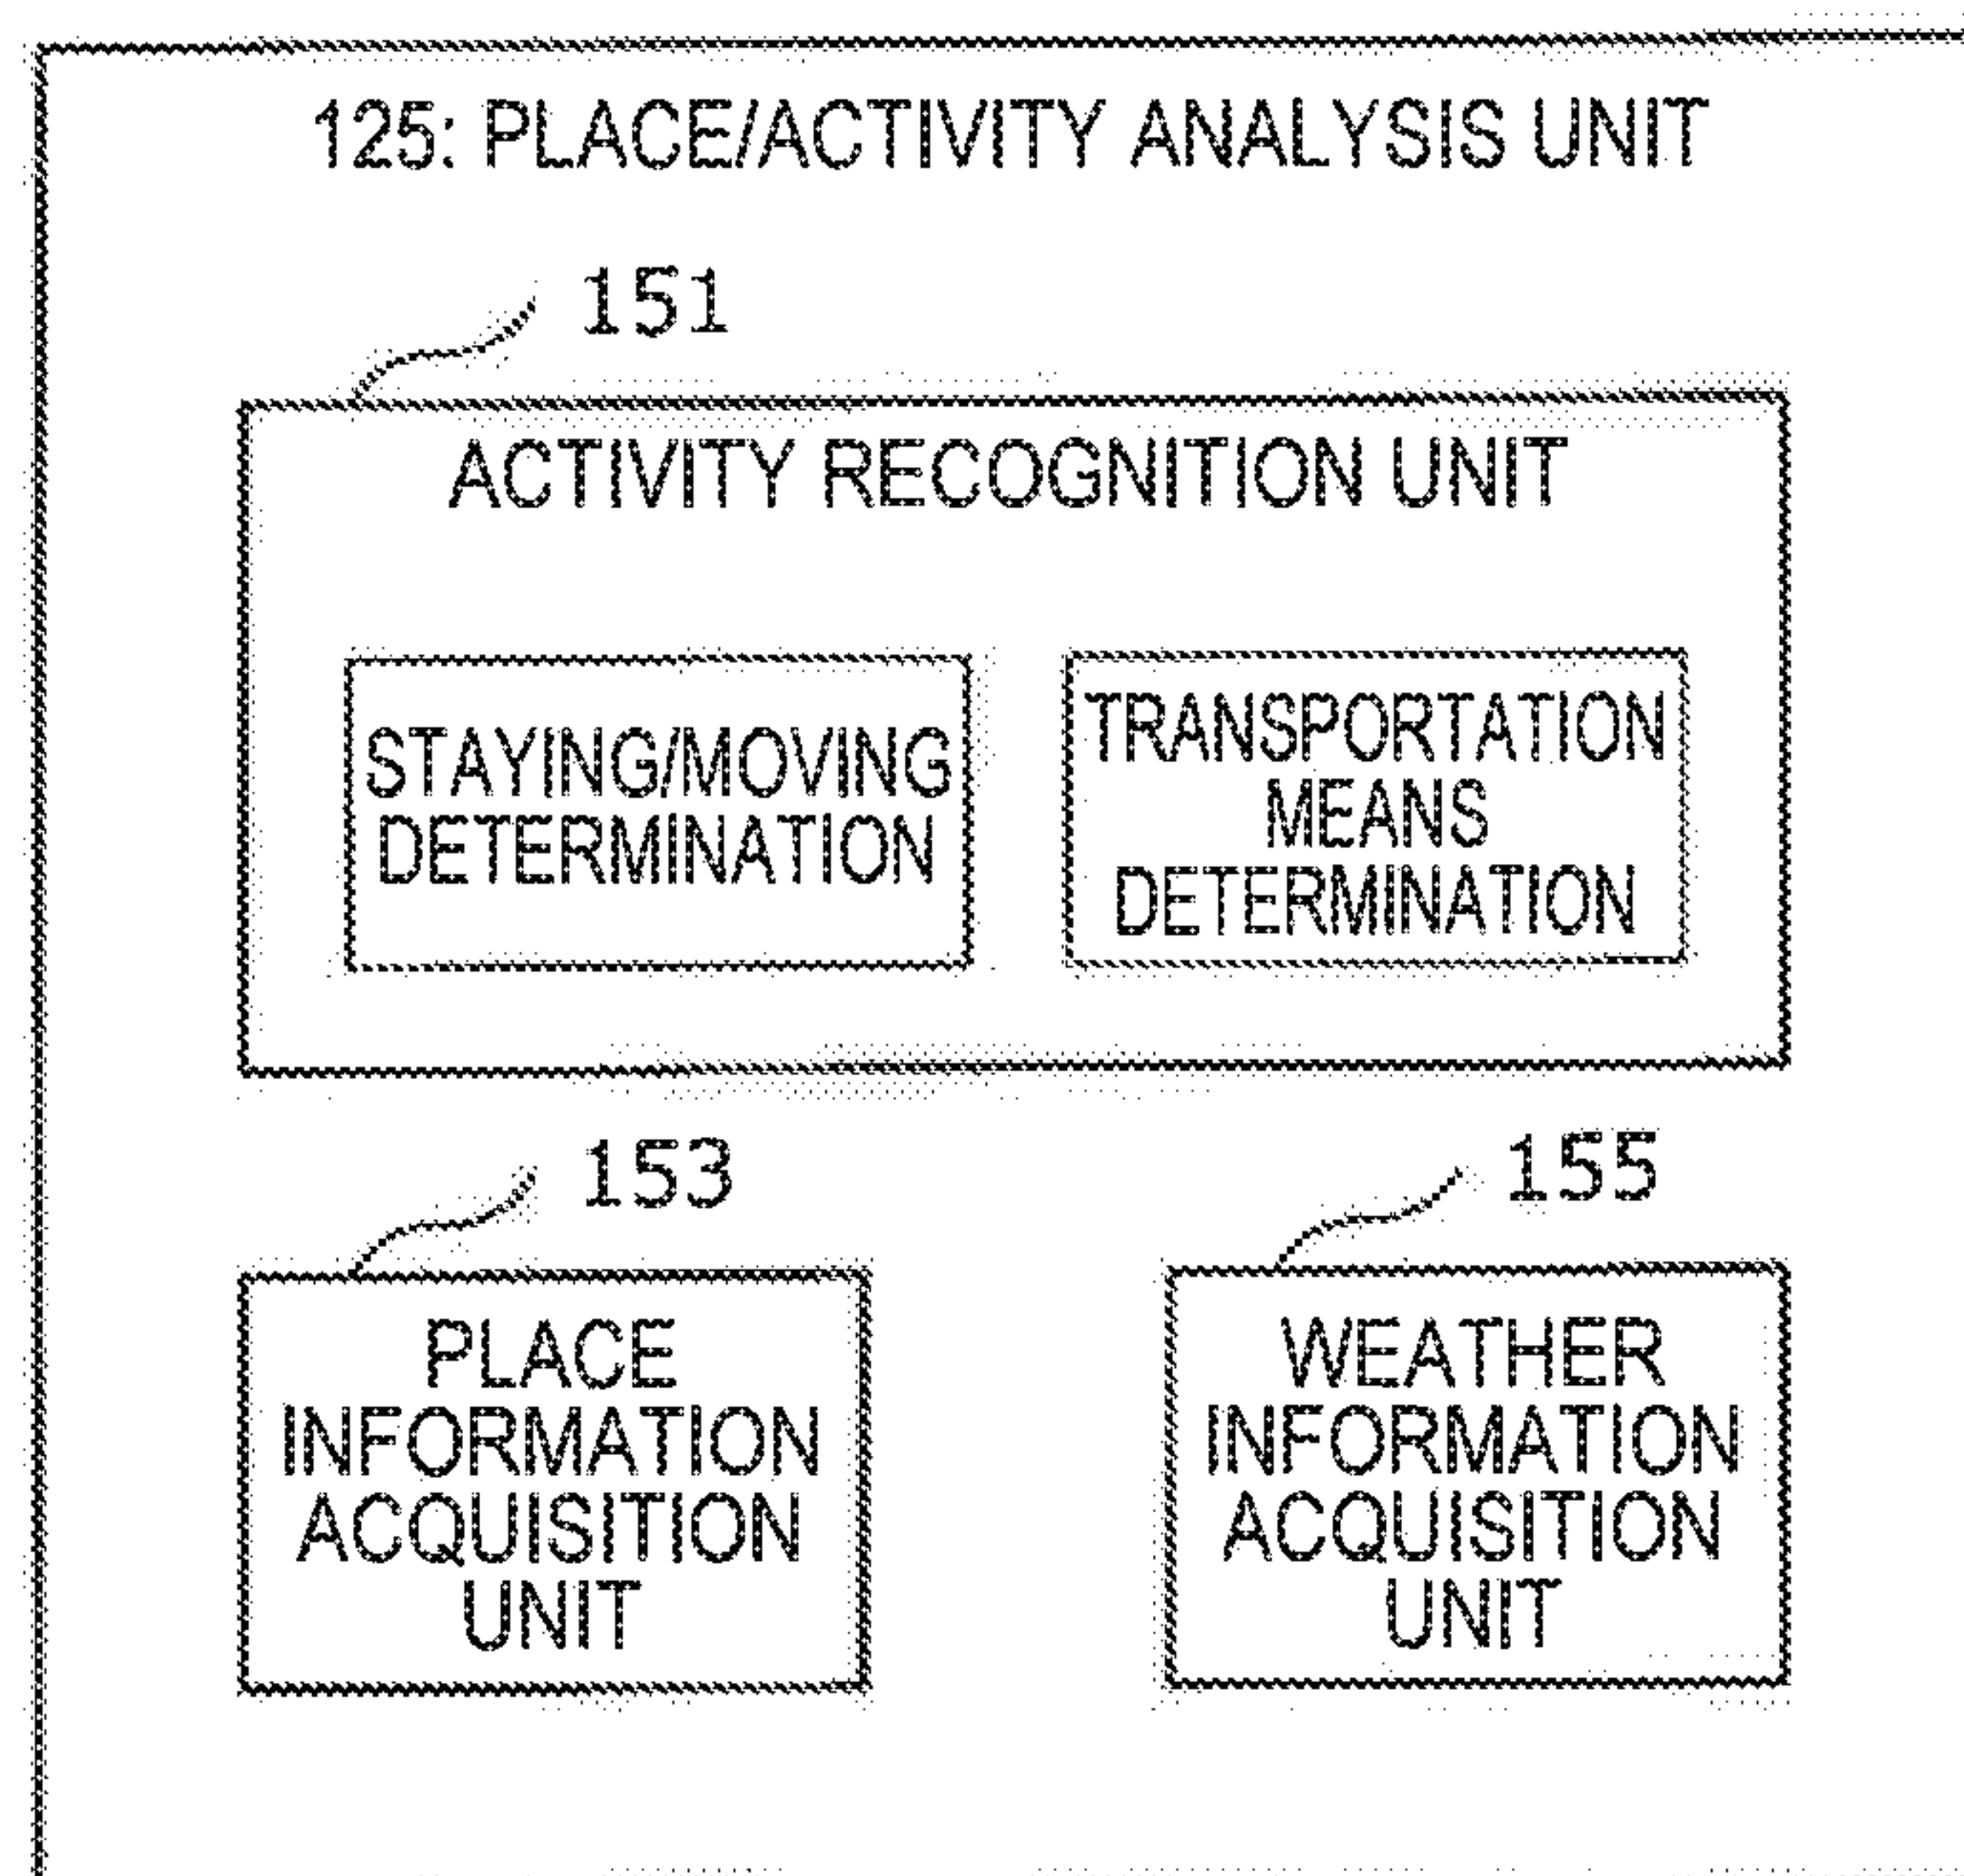 125: PLACE/ACTIVITY ANALYSIS UNIT
151
ACTIVITY RECOGNITION UNIT
STAYING/MOVING
DETERMINATION
TRANSPORTATION
MEANS
DETERMINATION
153
PLACE
INFORMATION
ACQUISITION
UNIT
155
WEATHER
INFORMATION
ACQUISITION
UNIT